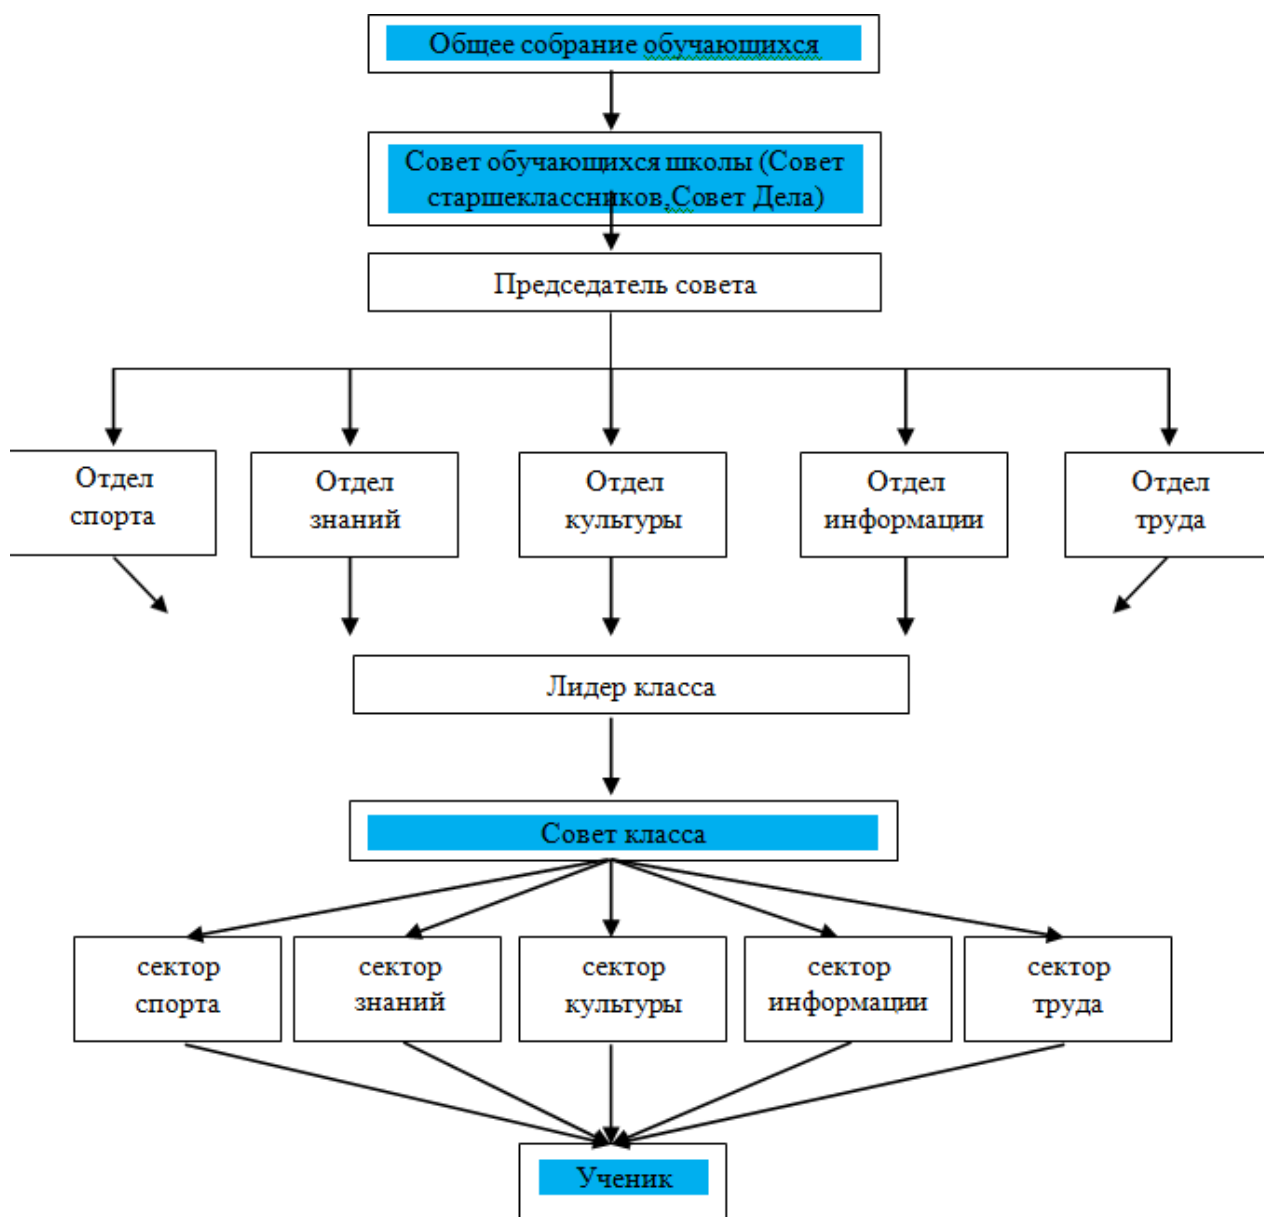 Общее собрание обучающихся
Совет обучающихся школы (Совет
старшеклассников,Совет Дела)
Председатель совета
Отдел
спорта
Отдел
знаний
Отдел
культуры
Отдел
информации
Отдел
труда
Лидер класса
Совет класса
сектор
спорта
сектор
знаний
сектор
культуры
сектор
информации
сектор
труда
Ученик